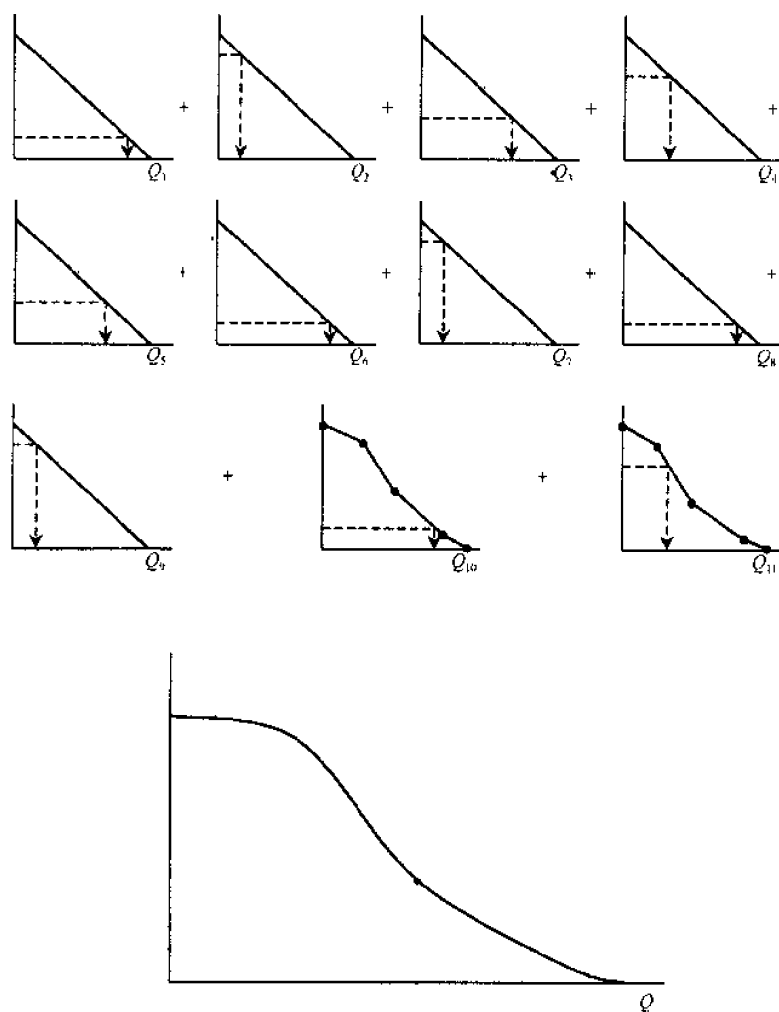 + + + +
Q₁ Q₂ Q₃ Q₄
+ + + +
Q₅ Q₆ Q₇ Q₈
+ +
Q₉ Q₁₀ Q₁₁
Q